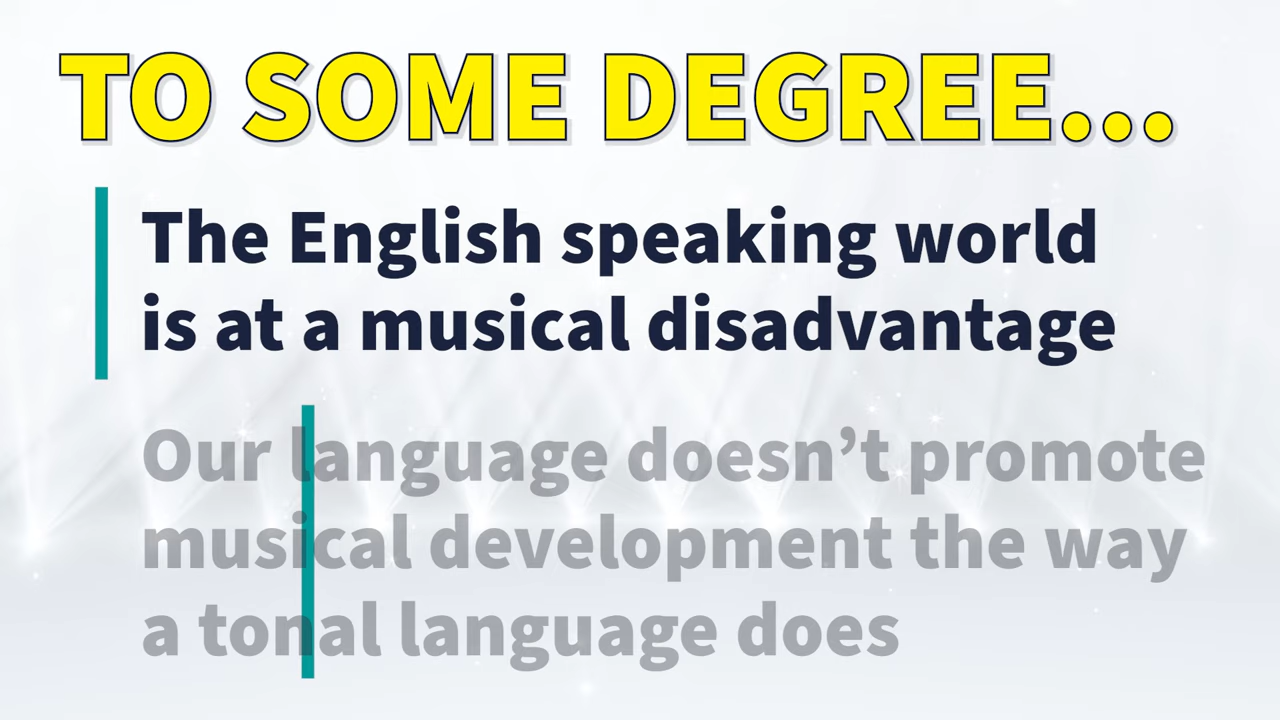 TO SOME DEGREE...
The English speaking world
is at a musical disadvantage
Our language doesn’t promote
musical development the way
a tonal language does